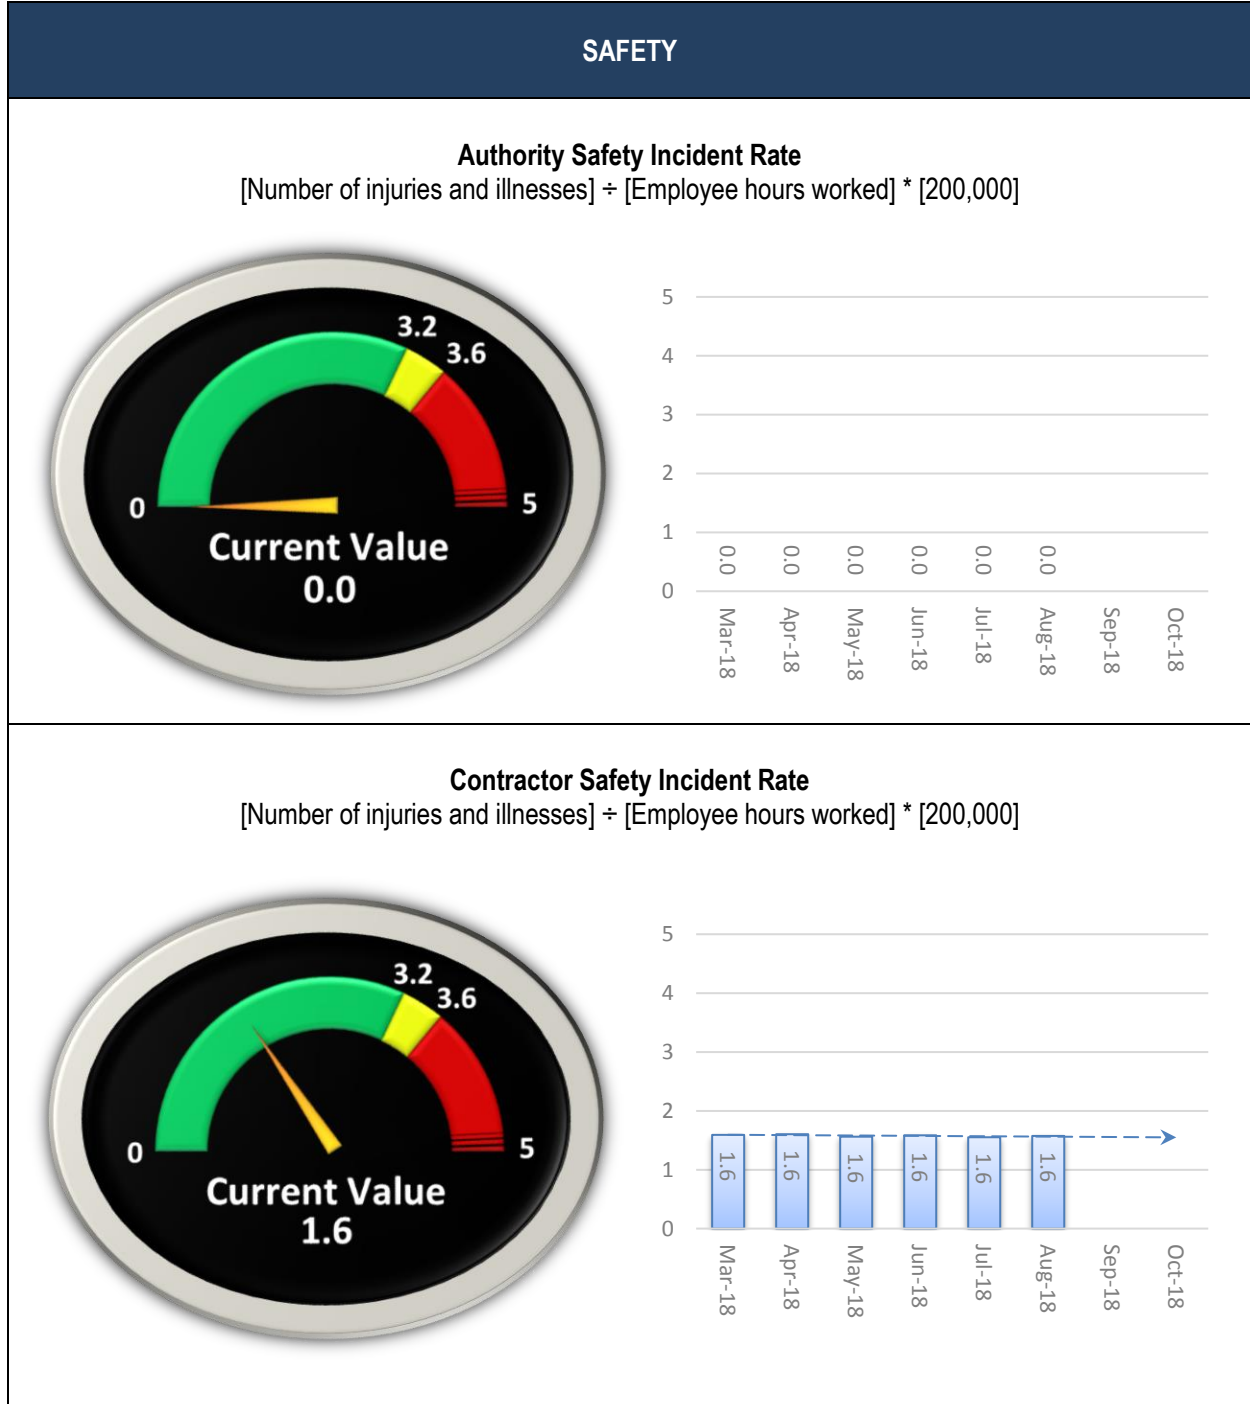 SAFETY
Authority Safety Incident Rate
[Number of injuries and illnesses] ÷ [Employee hours worked] * [200,000]
3.2
3.6
0
5
Current Value
0.0
5
4
3
2
1
0
0.0 0.0 0.0 0.0 0.0 0.0
Mar-18 Apr-18 May-18 Jun-18 Jul-18 Aug-18 Sep-18 Oct-18
Contractor Safety Incident Rate
[Number of injuries and illnesses] ÷ [Employee hours worked] * [200,000]
3.2
3.6
0
5
Current Value
1.6
5
4
3
2
1
0
1.6 1.6 1.6 1.6 1.6 1.6
Mar-18 Apr-18 May-18 Jun-18 Jul-18 Aug-18 Sep-18 Oct-18